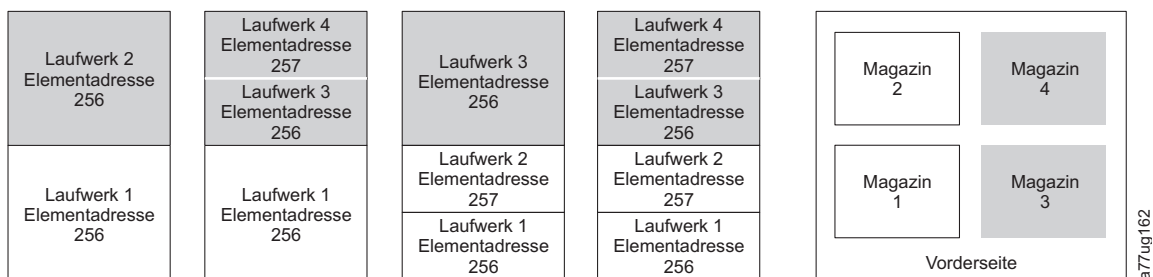 Laufwerk 2
Elementadresse
256
Laufwerk 1
Elementadresse
256
Laufwerk 4
Elementadresse
257
Laufwerk 3
Elementadresse
256
Laufwerk 1
Elementadresse
256
Laufwerk 3
Elementadresse
256
Laufwerk 2
Elementadresse
257
Laufwerk 1
Elementadresse
256
Laufwerk 4
Elementadresse
257
Laufwerk 3
Elementadresse
256
Laufwerk 2
Elementadresse
257
Laufwerk 1
Elementadresse
256
Magazin
2
Magazin
4
Magazin
1
Magazin
3
Vorderseite
a77ug162